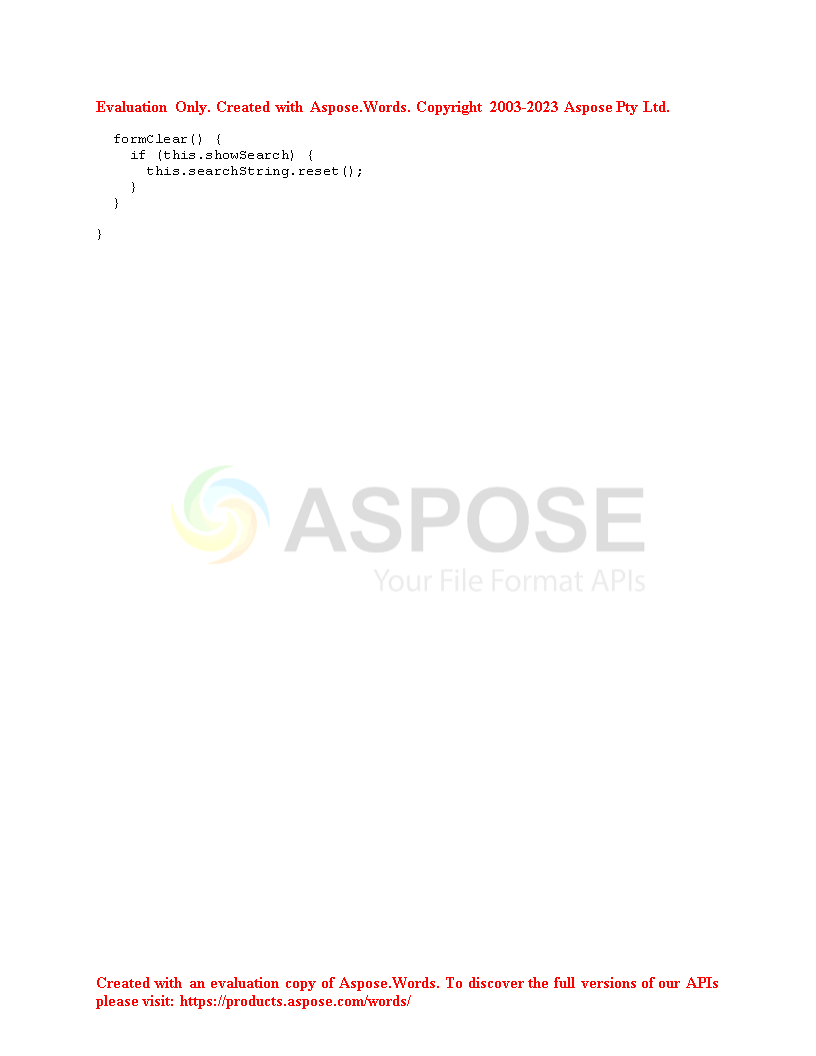 Evaluation Only. Created with Aspose.Words. Copyright 2003-2023 Aspose Pty Ltd.
  formClear() {
    if (this.showSearch) {
      this.searchString.reset();
    }
  }
}
ASPOSE
Your File Format APIs
Created with an evaluation copy of Aspose.Words. To discover the full versions of our APIs
please visit: https://products.aspose.com/words/